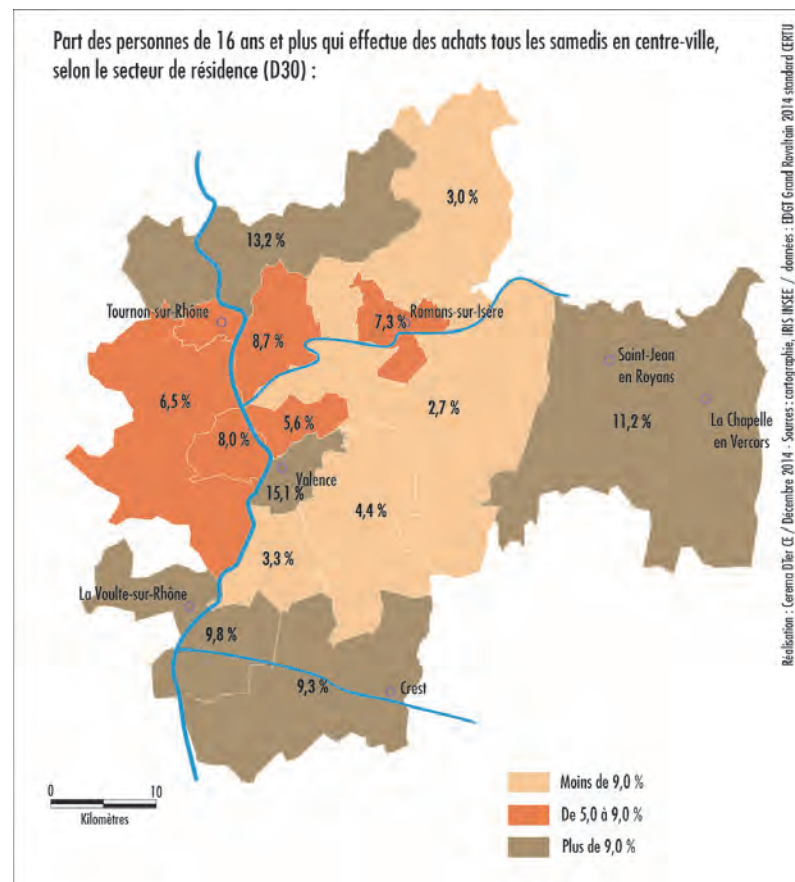 Part des personnes de 16 ans et plus qui effectue des achats tous les samedis en centre-ville,
selon le secteur de résidence (D30) :
3,0 %
13,2 %
Tournon-sur-Rhône
8,7 %
7,3 %
Romans-sur-Isère
Saint-Jean
en Royans
6,5 %
2,7 %
La Chapelle
en Vercors
5,6 %
11,2 %
8,0 %
Valence
15,1 %
4,4 %
3,3 %
La Voulte-sur-Rhône
9,8 %
9,3 %
Crest
0
10
Kilomètres
Moins de 9,0 %
De 5,0 à 9,0 %
Plus de 9,0 %
Réalisation : Cerema DTer CE / Décembre 2014 - Sources : cartographie, IRIS INSEE / données : EDGT Grand Rovaltain 2014 standard CERTU